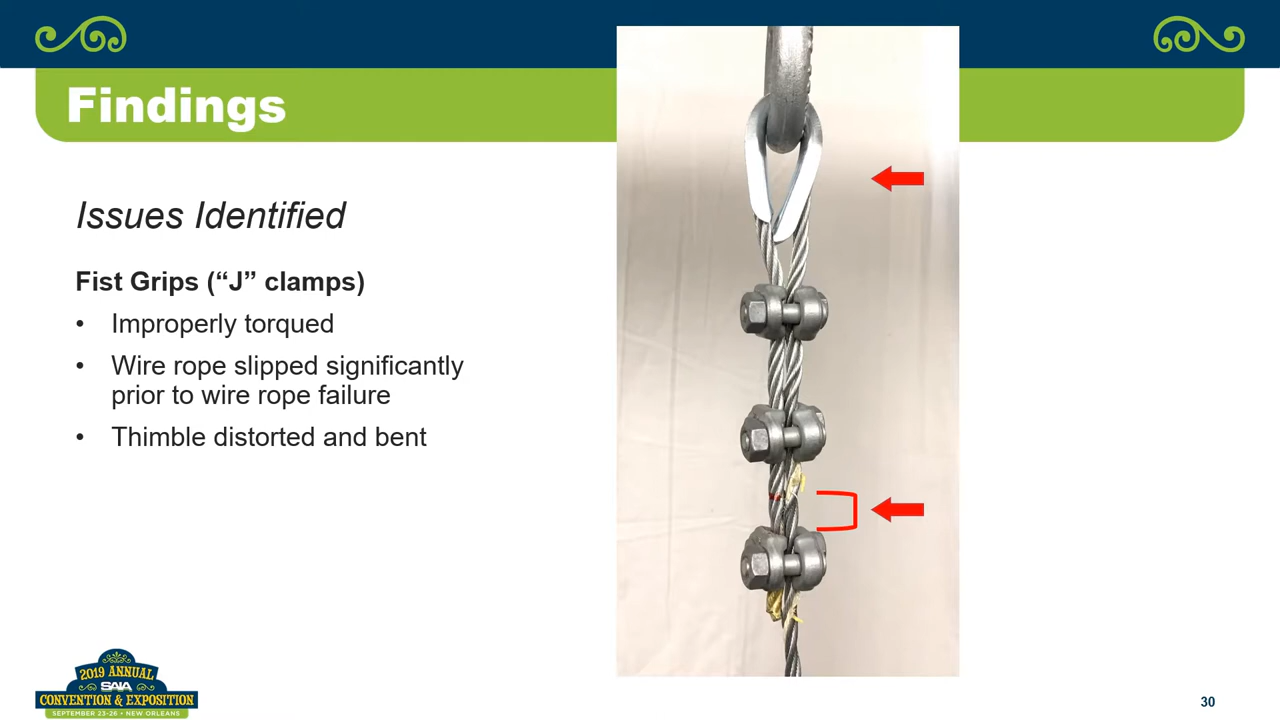 Findings
Issues Identified
Fist Grips (“J” clamps)
• Improperly torqued
• Wire rope slipped significantly
prior to wire rope failure
• Thimble distorted and bent
2019 ANNUAL
SAIA
CONVENTION & EXPOSITION
SEPTEMBER 23-26 • NEW ORLEANS
30